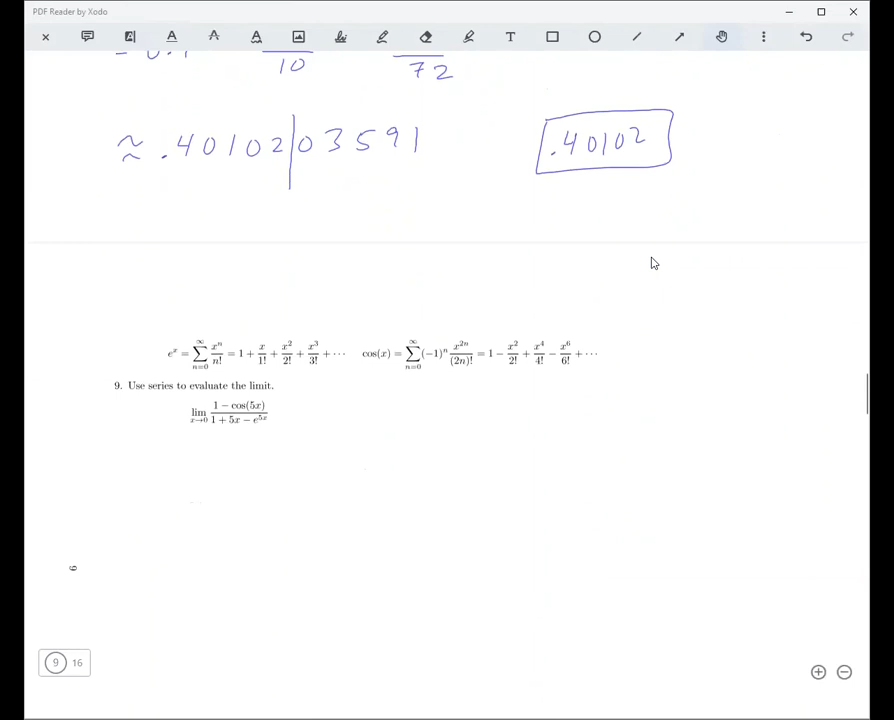 PDF Reader by Xodo
10
72
≈ .40102|03591
.40102
e^x = ∑_{n=0}^{∞} x^n/n! = 1 + x/1! + x^2/2! + x^3/3! + ⋯ cos(x) = ∑_{n=0}^{∞} (−1)^n x^{2n}/(2n)! = 1 − x^2/2! + x^4/4! − x^6/6! + ⋯
9. Use series to evaluate the limit.
lim_{x→0} (1 − cos(5x))/(1 + 5x − e^{5x})
9 16